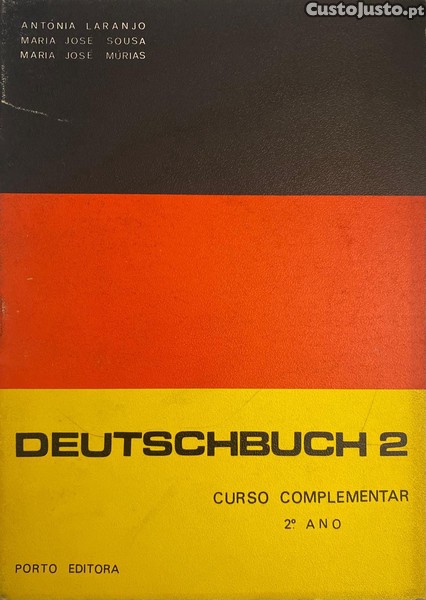 CustoJusto.pt
ANTÓNIA LARANJO
MARIA JOSÉ SOUSA
MARIA JOSÉ MÚRIAS
DEUTSCHBUCH 2
CURSO COMPLEMENTAR
2º ANO
PORTO EDITORA